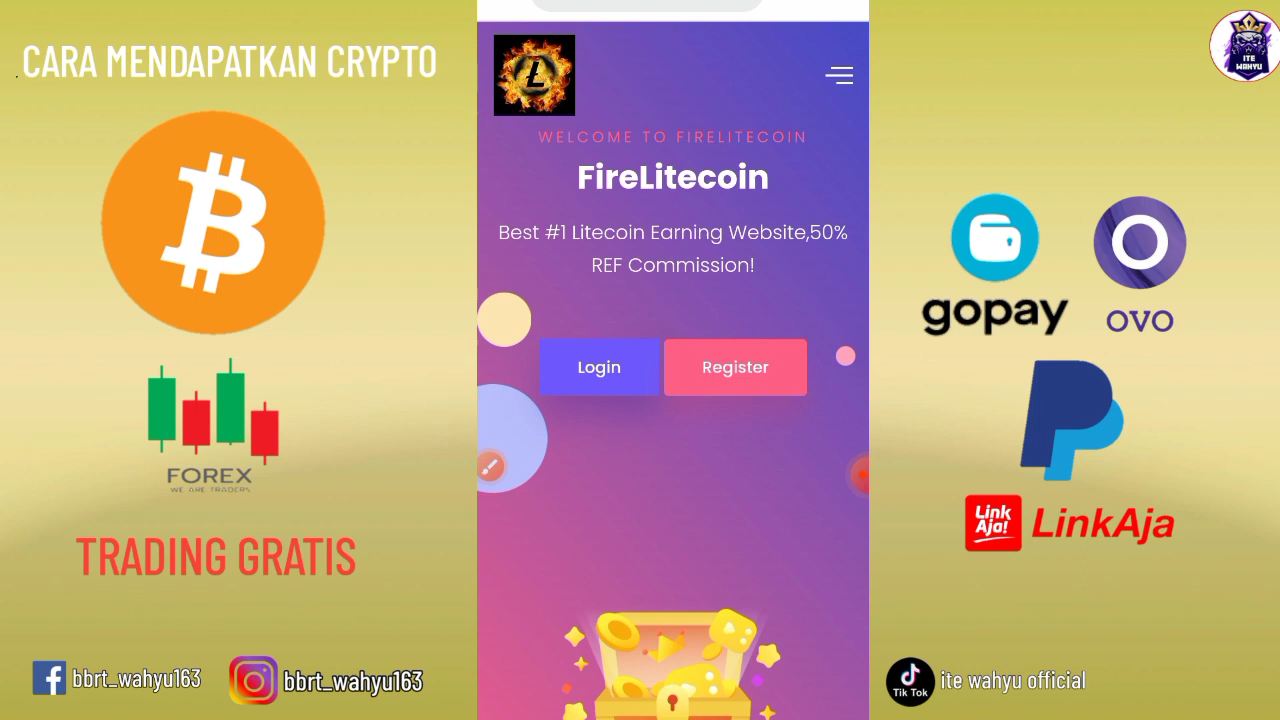 CARA MENDAPATKAN CRYPTO
FOREX
WE ARE TRADERS
TRADING GRATIS
bbrt_wahyu163
bbrt_wahyu163
WELCOME TO FIRELITECOIN
FireLitecoin
Best #1 Litecoin Earning Website,50%
REF Commission!
Login
Register
ITE
WAHYU
gopay
OVO
Link
Aja!
LinkAja
Tik Tok
ite wahyu official